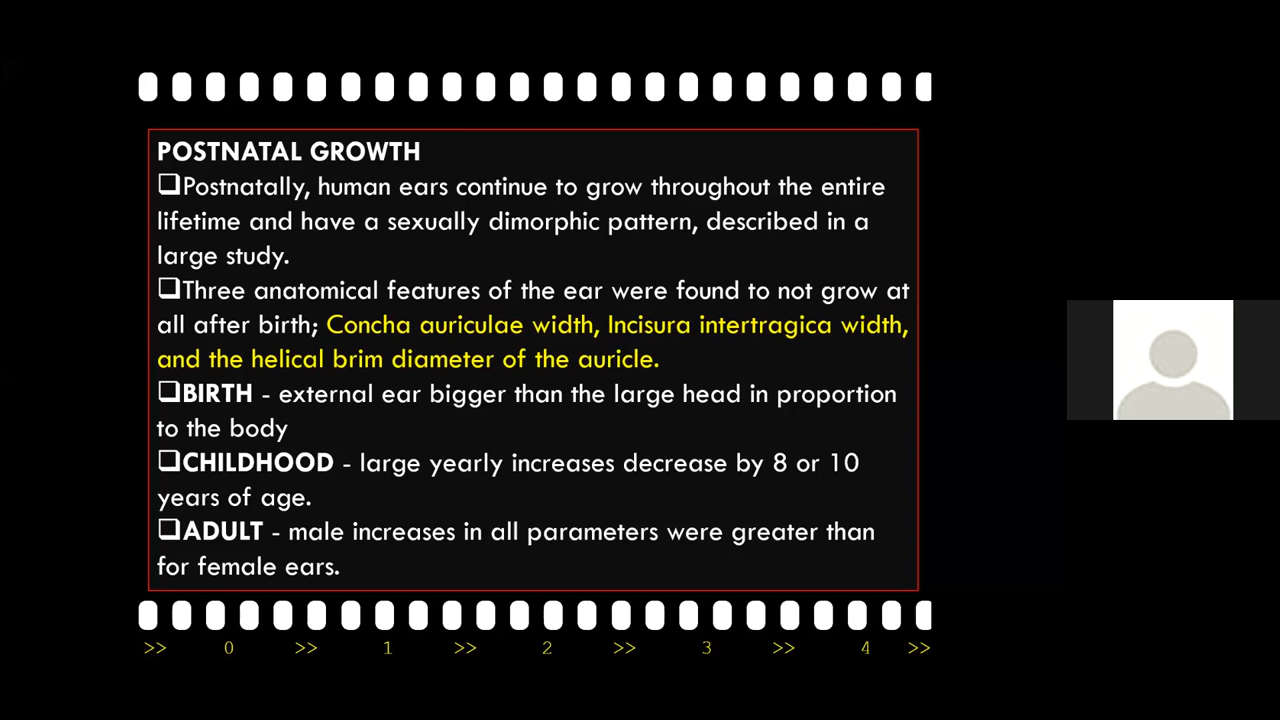 POSTNATAL GROWTH
❑Postnatally, human ears continue to grow throughout the entire
lifetime and have a sexually dimorphic pattern, described in a
large study.
❑Three anatomical features of the ear were found to not grow at
all after birth; Concha auriculae width, Incisura intertragica width,
and the helical brim diameter of the auricle.
❑BIRTH - external ear bigger than the large head in proportion
to the body
❑CHILDHOOD - large yearly increases decrease by 8 or 10
years of age.
❑ADULT - male increases in all parameters were greater than
for female ears.
>> 0 >> 1 >> 2 >> 3 >> 4 >>